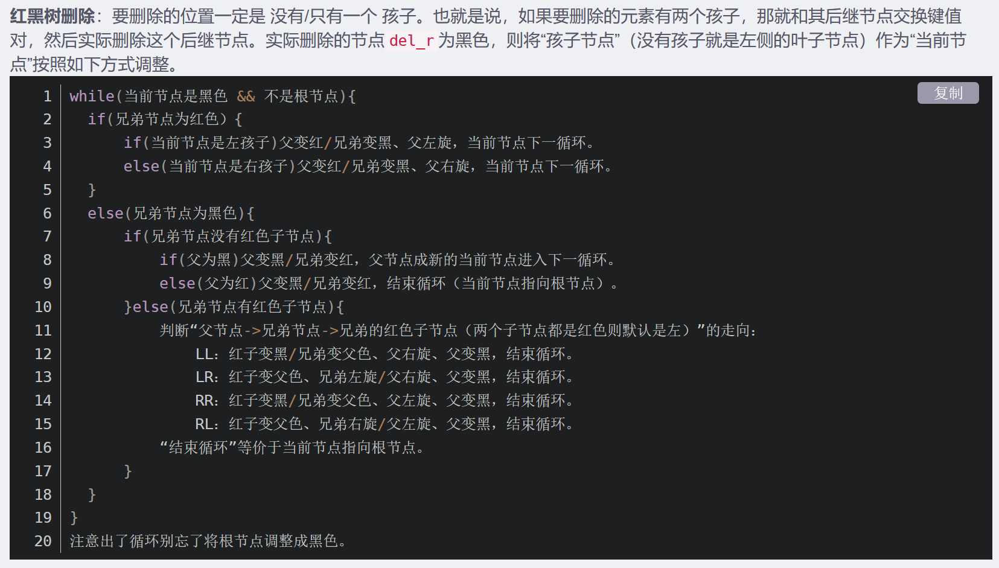 红黑树删除：要删除的位置一定是 没有/只有一个 孩子。也就是说，如果要删除的元素有两个孩子，那就和其后继节点交换键值
对，然后实际删除这个后继节点。实际删除的节点 del_r 为黑色，则将“孩子节点”（没有孩子就是左侧的叶子节点）作为“当前节
点”按照如下方式调整。
复制
1 while(当前节点是黑色 && 不是根节点){
2   if(兄弟节点为红色）{
3       if(当前节点是左孩子)父变红/兄弟变黑、父左旋，当前节点下一循环。
4       else(当前节点是右孩子)父变红/兄弟变黑、父右旋，当前节点下一循环。
5   }
6   else(兄弟节点为黑色){
7       if(兄弟节点没有红色子节点){
8           if(父为黑)父变黑/兄弟变红，父节点成新的当前节点进入下一循环。
9           else(父为红)父变黑/兄弟变红，结束循环（当前节点指向根节点）。
10       }else(兄弟节点有红色子节点){
11           判断“父节点->兄弟节点->兄弟的红色子节点（两个子节点都是红色则默认是左）”的走向：
12               LL：红子变黑/兄弟变父色、父右旋、父变黑，结束循环。
13               LR：红子变父色、兄弟左旋/父右旋、父变黑，结束循环。
14               RR：红子变黑/兄弟变父色、父左旋、父变黑，结束循环。
15               RL：红子变父色、兄弟右旋/父左旋、父变黑，结束循环。
16           “结束循环”等价于当前节点指向根节点。
17       }
18   }
19 }
20 注意出了循环别忘了将根节点调整成黑色。